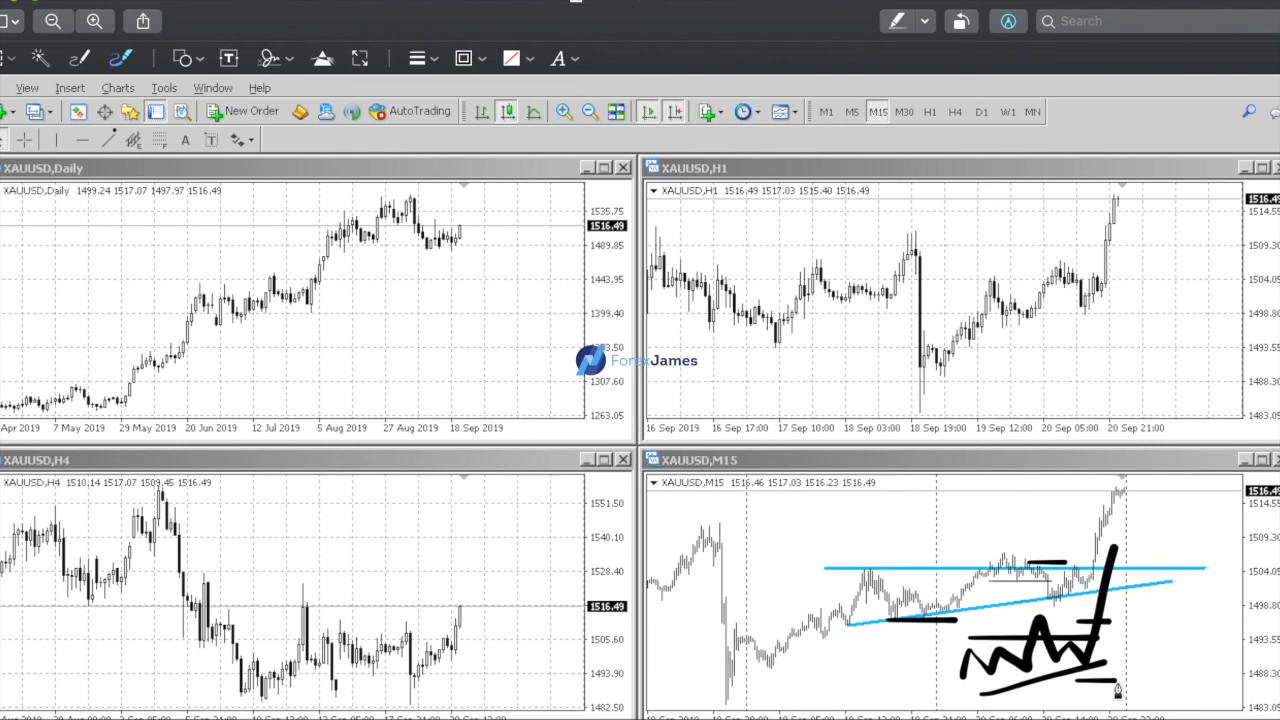 Search
View Insert Charts Tools Window Help
New Order AutoTrading M1 M5 M15 M30 H1 H4 D1 W1 MN
XAUUSD,Daily
XAUUSD,Daily 1499.24 1517.07 1497.97 1516.49
1535.75
1516.49
1489.85
1443.95
1399.40
1307.60
1263.05
Apr 2019 7 May 2019 29 May 2019 20 Jun 2019 12 Jul 2019 5 Aug 2019 27 Aug 2019 18 Sep 2019
XAUUSD,H1
XAUUSD,H1 1516.49 1517.03 1515.40 1516.49
1516.49
1514.55
1509.30
1504.05
1498.80
1493.55
1488.30
1483.05
16 Sep 2019 16 Sep 17:00 17 Sep 10:00 18 Sep 03:00 18 Sep 19:00 19 Sep 12:00 20 Sep 05:00 20 Sep 21:00
ForexJames
XAUUSD,H4
XAUUSD,H4 1510.14 1517.07 1509.45 1516.49
1551.50
1540.10
1528.40
1516.49
1505.60
1493.90
1482.50
XAUUSD,M15
XAUUSD,M15 1516.46 1517.03 1516.23 1516.49
1516.49
1514.55
1509.30
1504.05
1498.80
1493.55
1488.30
1483.05